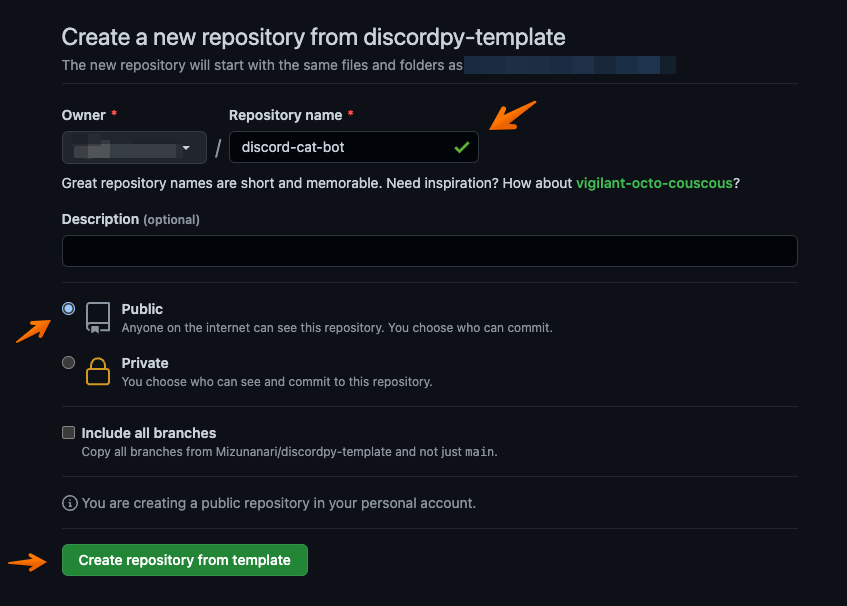 Create a new repository from discordpy-template
The new repository will start with the same files and folders as
Owner * Repository name *
/ discord-cat-bot
Great repository names are short and memorable. Need inspiration? How about vigilant-octo-couscous?
Description (optional)
Public
Anyone on the internet can see this repository. You choose who can commit.
Private
You choose who can see and commit to this repository.
Include all branches
Copy all branches from Mizunanari/discordpy-template and not just main.
You are creating a public repository in your personal account.
Create repository from template